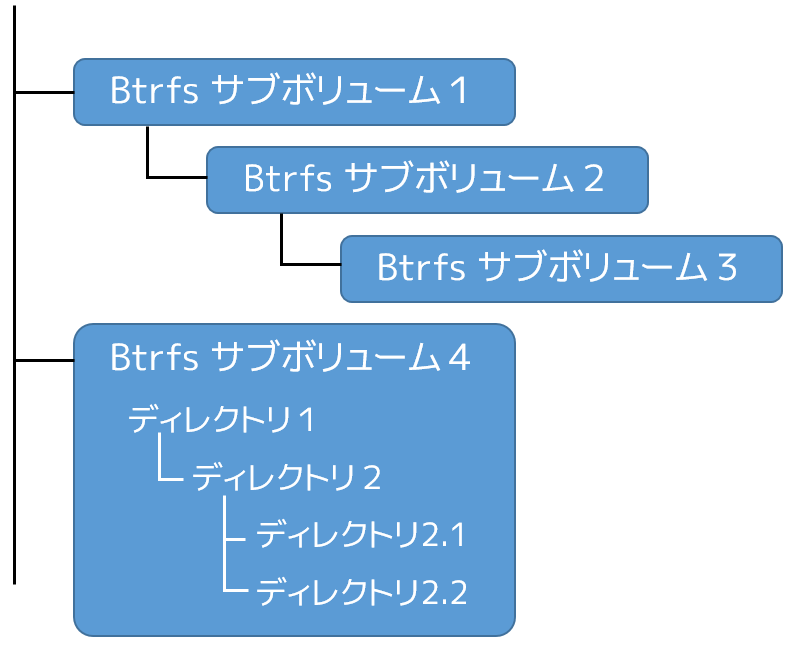 Btrfs サブボリューム1
Btrfs サブボリューム2
Btrfs サブボリューム3
Btrfs サブボリューム4
ディレクトリ1
ディレクトリ2
ディレクトリ2.1
ディレクトリ2.2